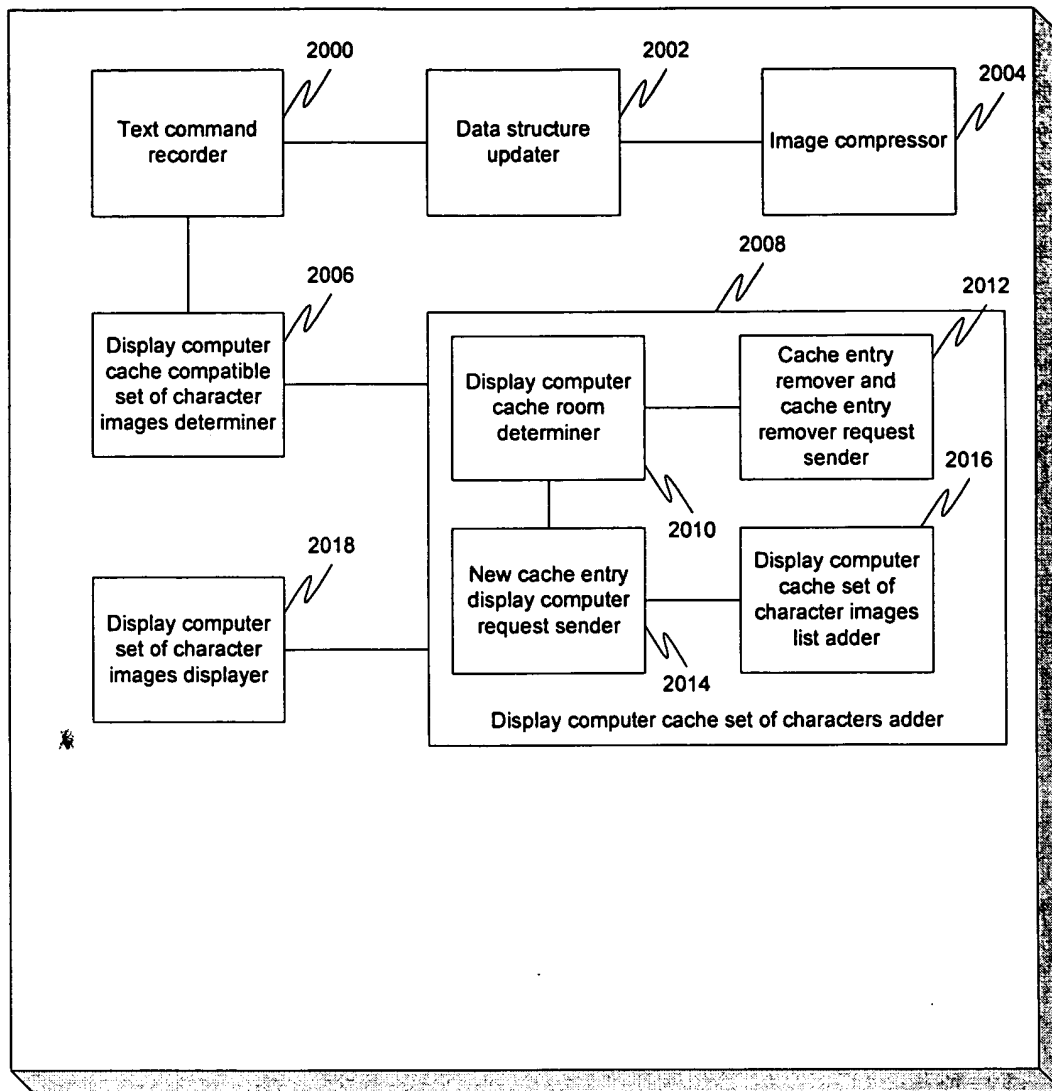 2000
2002
2004
Text command
recorder
Data structure
updater
Image compressor
2006
2008
2012
Display computer
cache compatible
set of character
images determiner
Display computer
cache room
determiner
Cache entry
remover and
cache entry
remover request
sender
2010
2016
2018
Display computer
set of character
images displayer
New cache entry
display computer
request sender
Display computer
cache set of
character images
list adder
2014
Display computer cache set of characters adder